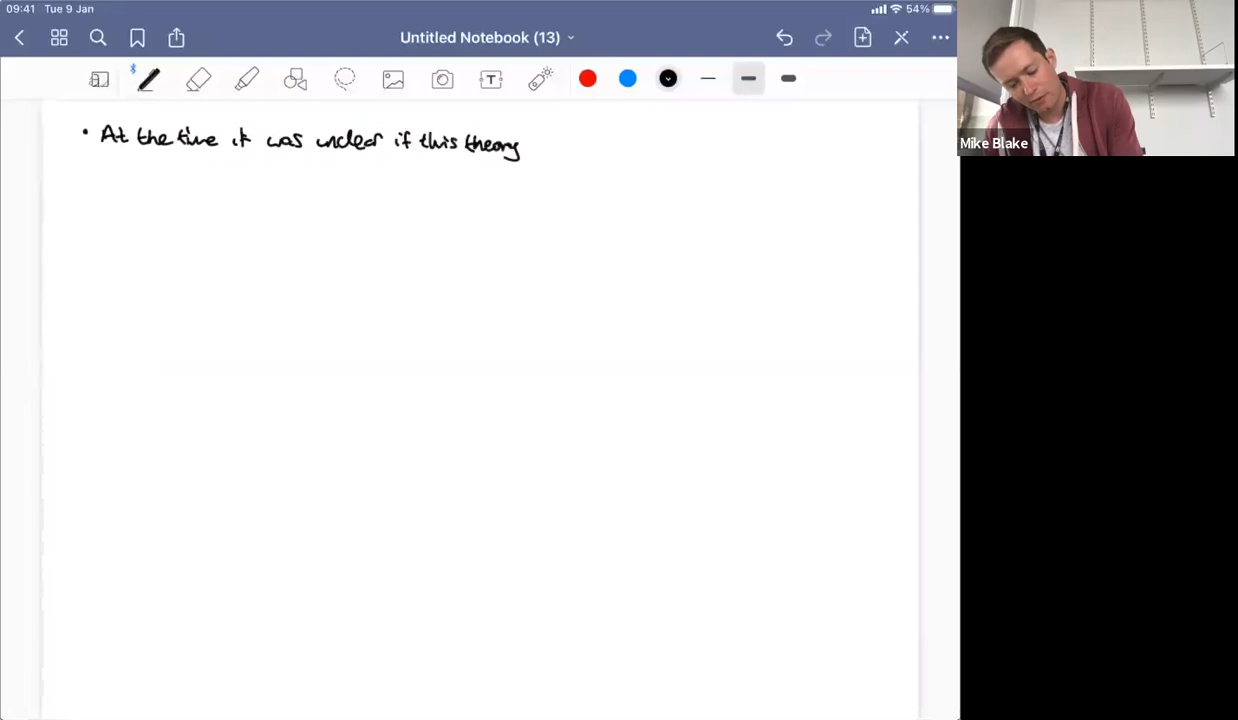 09:41 Tue 9 Jan
54%
Untitled Notebook (13)
T
Mike Blake
• At the time it was unclear if this theory